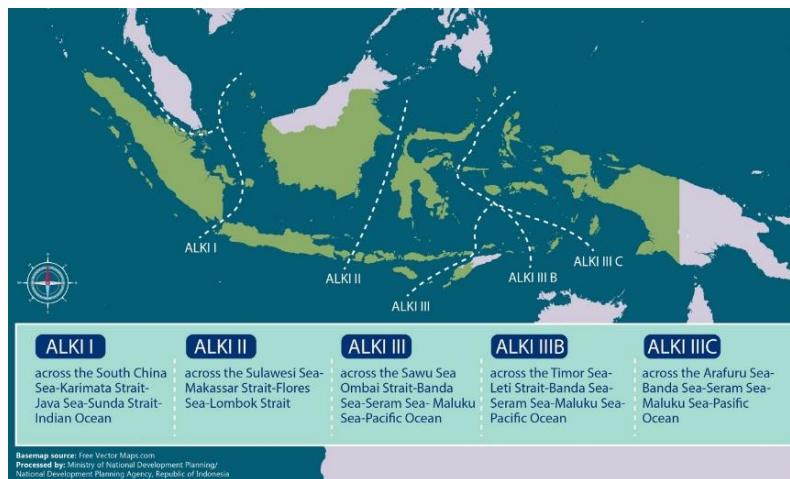 ALKI I
ALKI II
ALKI III
ALKI III B
ALKI III C
ALKI I
across the South China
Sea-Karimata Strait-
Java Sea-Sunda Strait-
Indian Ocean
ALKI II
across the Sulawesi Sea-
Makassar Strait-Flores
Sea-Lombok Strait
ALKI III
across the Sawu Sea
Ombai Strait-Banda
Sea-Seram Sea- Maluku
Sea-Pacific Ocean
ALKI IIIB
across the Timor Sea-
Leti Strait-Banda Sea-
Seram Sea-Maluku Sea-
Pacific Ocean
ALKI IIIC
across the Arafuru Sea-
Banda Sea-Seram Sea-
Maluku Sea-Pasific
Ocean
Basemap source: Free Vector Maps.com
Processed by: Ministry of National Development Planning/
National Development Planning Agency, Republic of Indonesia